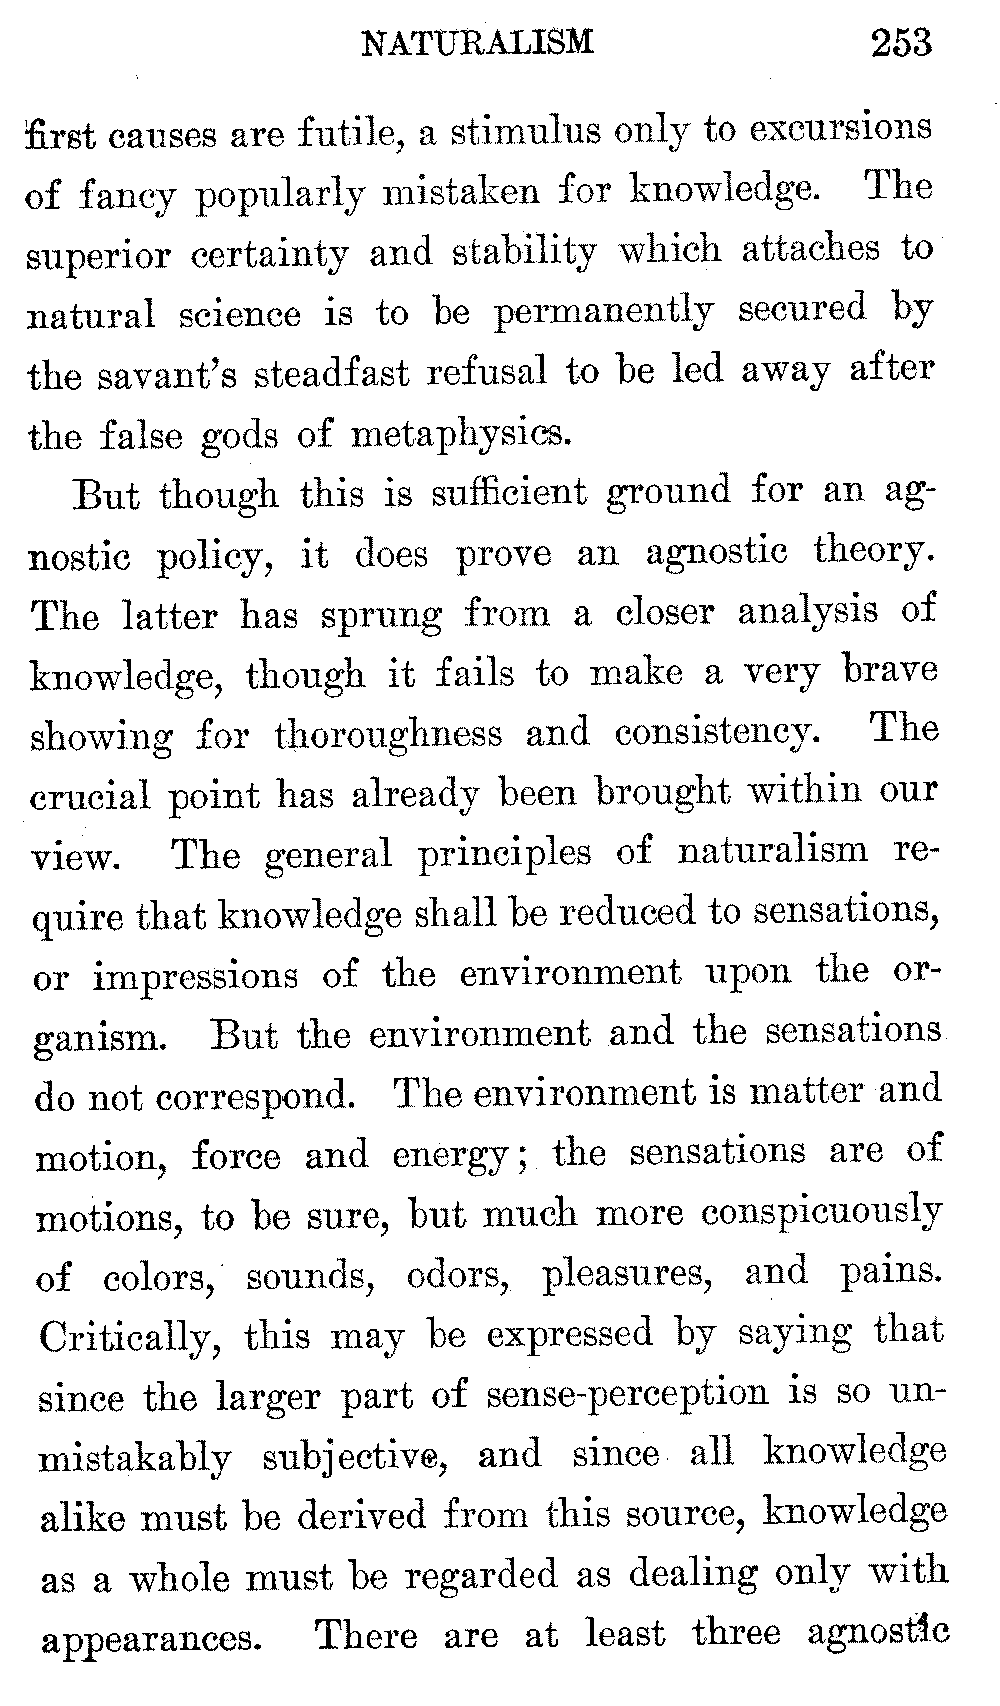 NATURALISM 253
first causes are futile, a stimulus only to excursions
of fancy popularly mistaken for knowledge. The
superior certainty and stability which attaches to
natural science is to be permanently secured by
the savant's steadfast refusal to be led away after
the false gods of metaphysics.
But though this is sufficient ground for an ag-
nostic policy, it does prove an agnostic theory.
The latter has sprung from a closer analysis of
knowledge, though it fails to make a very brave
showing for thoroughness and consistency. The
crucial point has already been brought within our
view. The general principles of naturalism re-
quire that knowledge shall be reduced to sensations,
or impressions of the environment upon the or-
ganism. But the environment and the sensations
do not correspond. The environment is matter and
motion, force and energy; the sensations are of
motions, to be sure, but much more conspicuously
of colors, sounds, odors, pleasures, and pains.
Critically, this may be expressed by saying that
since the larger part of sense-perception is so un-
mistakably subjective, and since all knowledge
alike must be derived from this source, knowledge
as a whole must be regarded as dealing only with
appearances. There are at least three agnostic